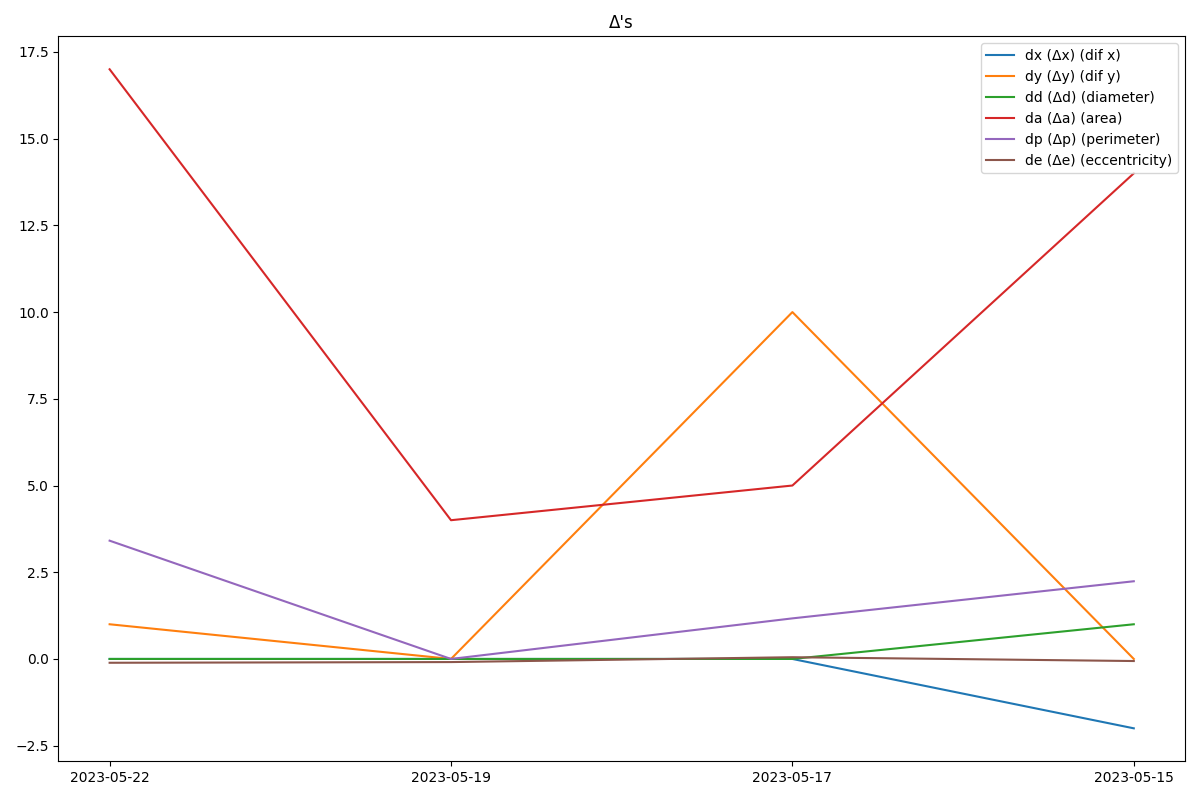 Δ's
17.5
15.0
12.5
10.0
7.5
5.0
2.5
0.0
−2.5
dx (Δx) (dif x)
dy (Δy) (dif y)
dd (Δd) (diameter)
da (Δa) (area)
dp (Δp) (perimeter)
de (Δe) (eccentricity)
2023-05-22 2023-05-19 2023-05-17 2023-05-15